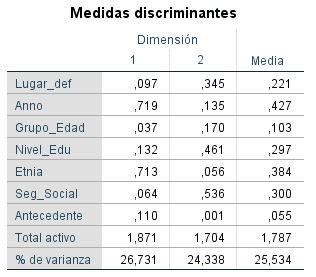 Medidas discriminantes
Dimensión
1 2 Media
Lugar_def ,097 ,345 ,221
Anno ,719 ,135 ,427
Grupo_Edad ,037 ,170 ,103
Nivel_Edu ,132 ,461 ,297
Etnia ,713 ,056 ,384
Seg_Social ,064 ,536 ,300
Antecedente ,110 ,001 ,055
Total activo 1,871 1,704 1,787
% de varianza 26,731 24,338 25,534